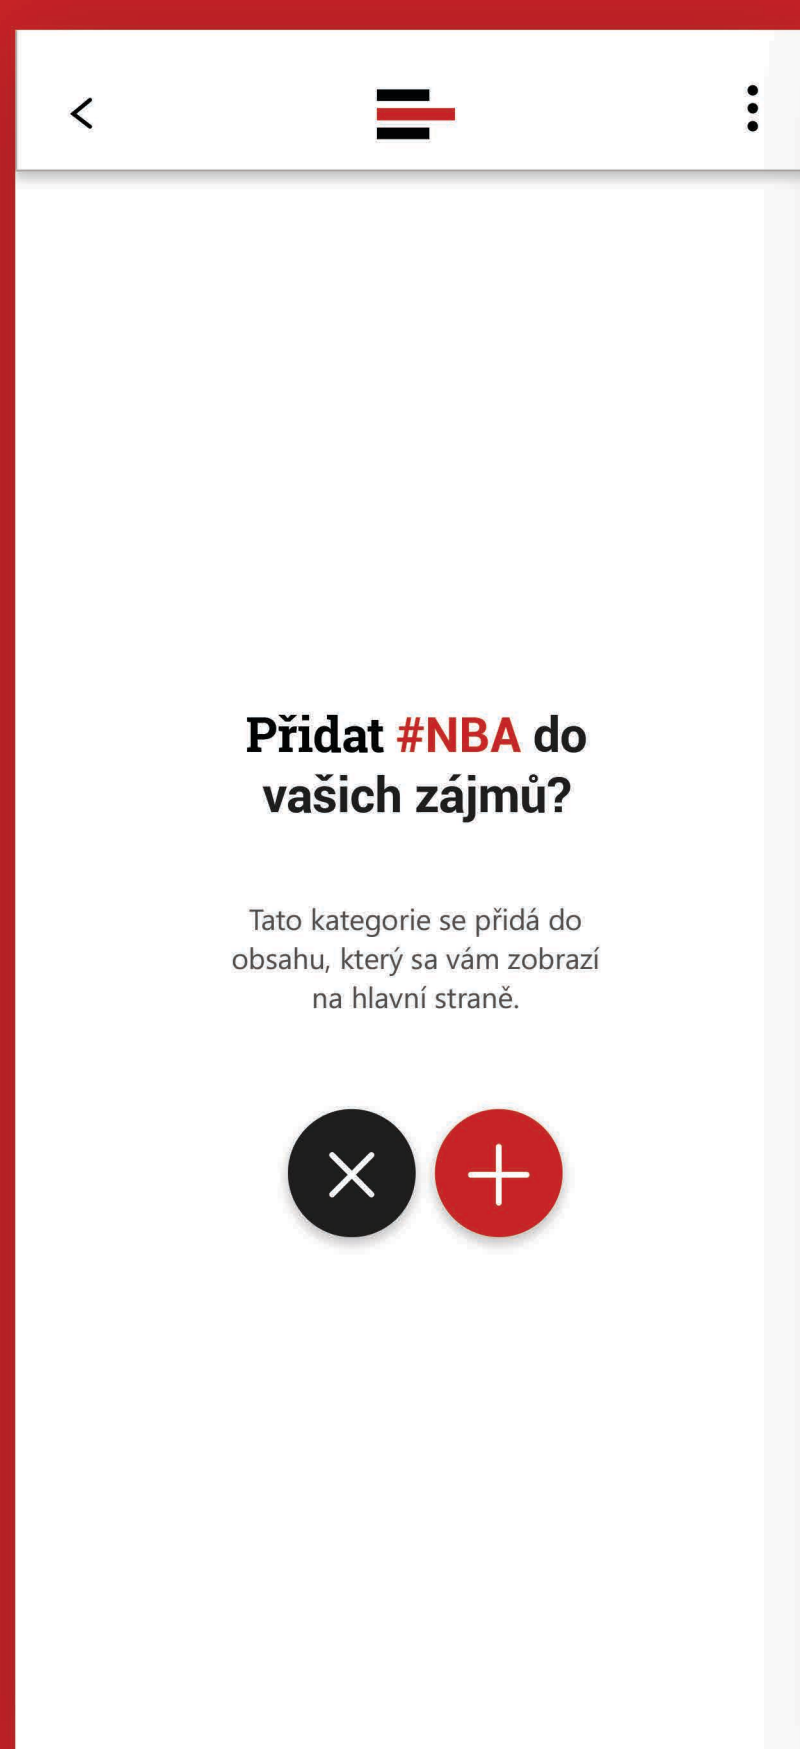 Přidat #NBA do
vašich zájmů?
Tato kategorie se přidá do
obsahu, který sa vám zobrazí
na hlavní straně.